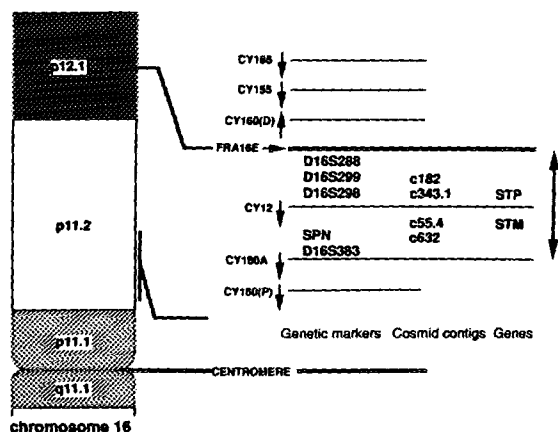 p12.1
CY165
CY155
CY160(D)
FRA16E
D16S288
D16S299 c182
D16S298 c343.1 STP
CY12
p11.2
c55.4 STM
SPN c632
D16S383
CY180A
CY150(P)
Genetic markers Cosmid contigs Genes
p11.1
CENTROMERE
q11.1
chromosome 16